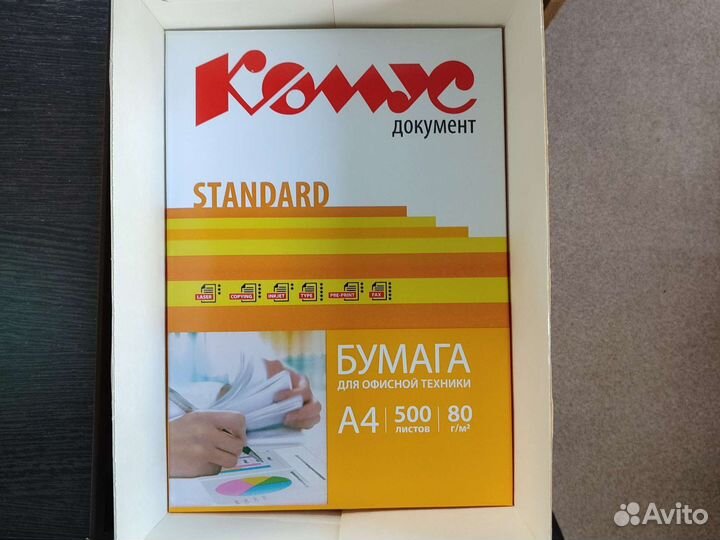 Комус
документ
STANDARD
LASER COPYING INKJET TYPE PRE-PRINT FAX
БУМАГА
ДЛЯ ОФИСНОЙ ТЕХНИКИ
А4 500 ЛИСТОВ 80 г/м²
Avito